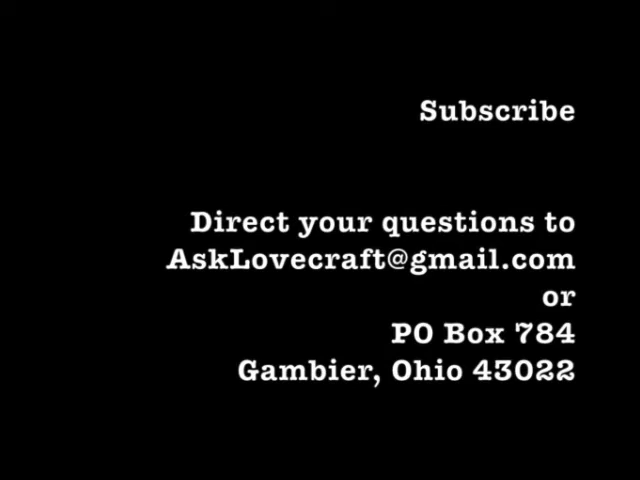 Subscribe
Direct your questions to
AskLovecraft@gmail.com
or
PO Box 784
Gambier, Ohio 43022